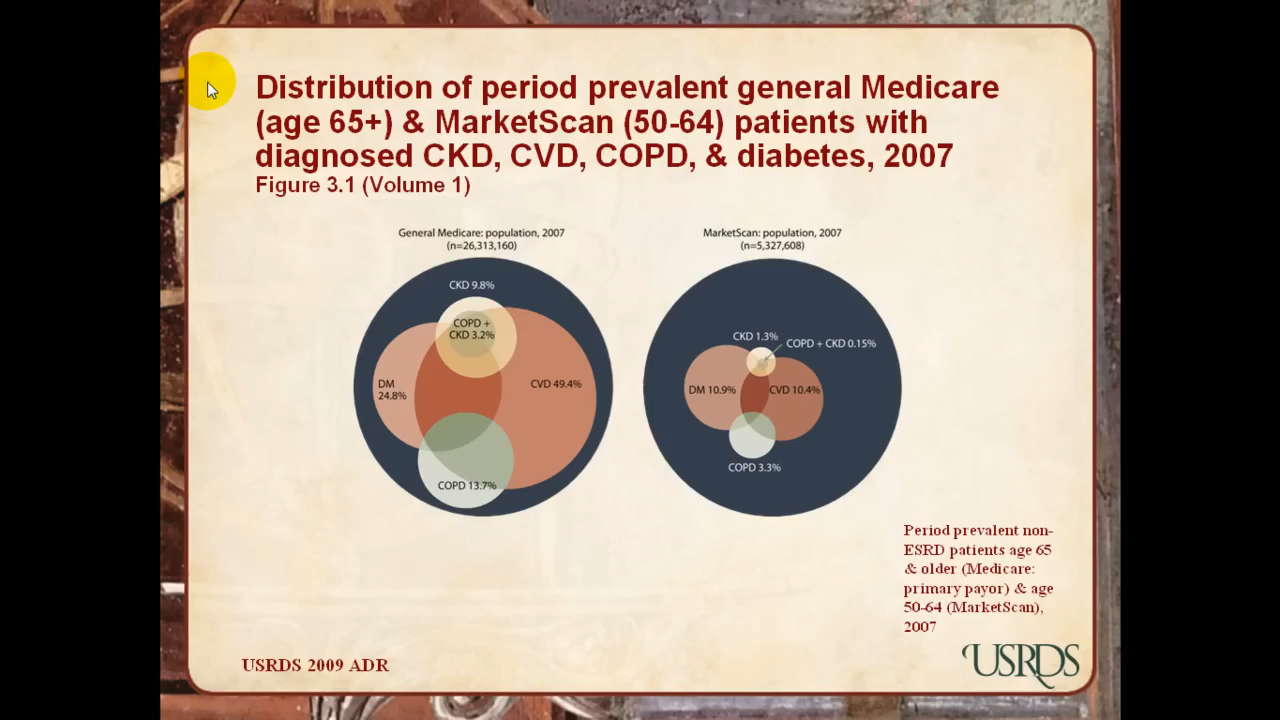 Distribution of period prevalent general Medicare
(age 65+) & MarketScan (50-64) patients with
diagnosed CKD, CVD, COPD, & diabetes, 2007
Figure 3.1 (Volume 1)
General Medicare: population, 2007
(n=26,313,160)
CKD 9.8%
COPD +
CKD 3.2%
DM
24.8%
CVD 49.4%
COPD 13.7%
MarketScan: population, 2007
(n=5,327,608)
CKD 1.3%
COPD + CKD 0.15%
DM 10.9%
CVD 10.4%
COPD 3.3%
Period prevalent non-
ESRD patients age 65
& older (Medicare:
primary payor) & age
50-64 (MarketScan),
2007
USRDS 2009 ADR
USRDS